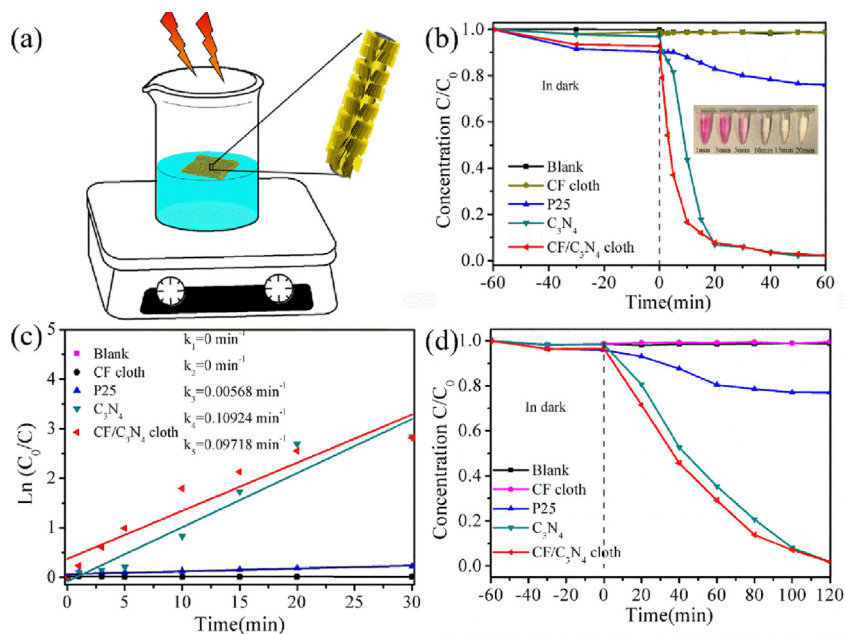 (a)
(b)
Concentration C/C₀
1.0
0.8
0.6
0.4
0.2
0.0
In dark
1min 3min 5min 10min 15min 20min
Blank
CF cloth
P25
C₃N₄
CF/C₃N₄ cloth
-60 -40 -20 0 20 40 60
Time(min)
(c)
Ln (C₀/C)
5
4
3
2
1
0
Blank
CF cloth
P25
C₃N₄
CF/C₃N₄ cloth
k₁=0 min⁻¹
k₂=0 min⁻¹
k₃=0.00568 min⁻¹
k₄=0.10924 min⁻¹
k₅=0.09718 min⁻¹
0 5 10 15 20 25 30
Time(min)
(d)
Concentration C/C₀
1.0
0.8
0.6
0.4
0.2
0.0
In dark
Blank
CF cloth
P25
C₃N₄
CF/C₃N₄ cloth
-60 -40 -20 0 20 40 60 80 100 120
Time(min)